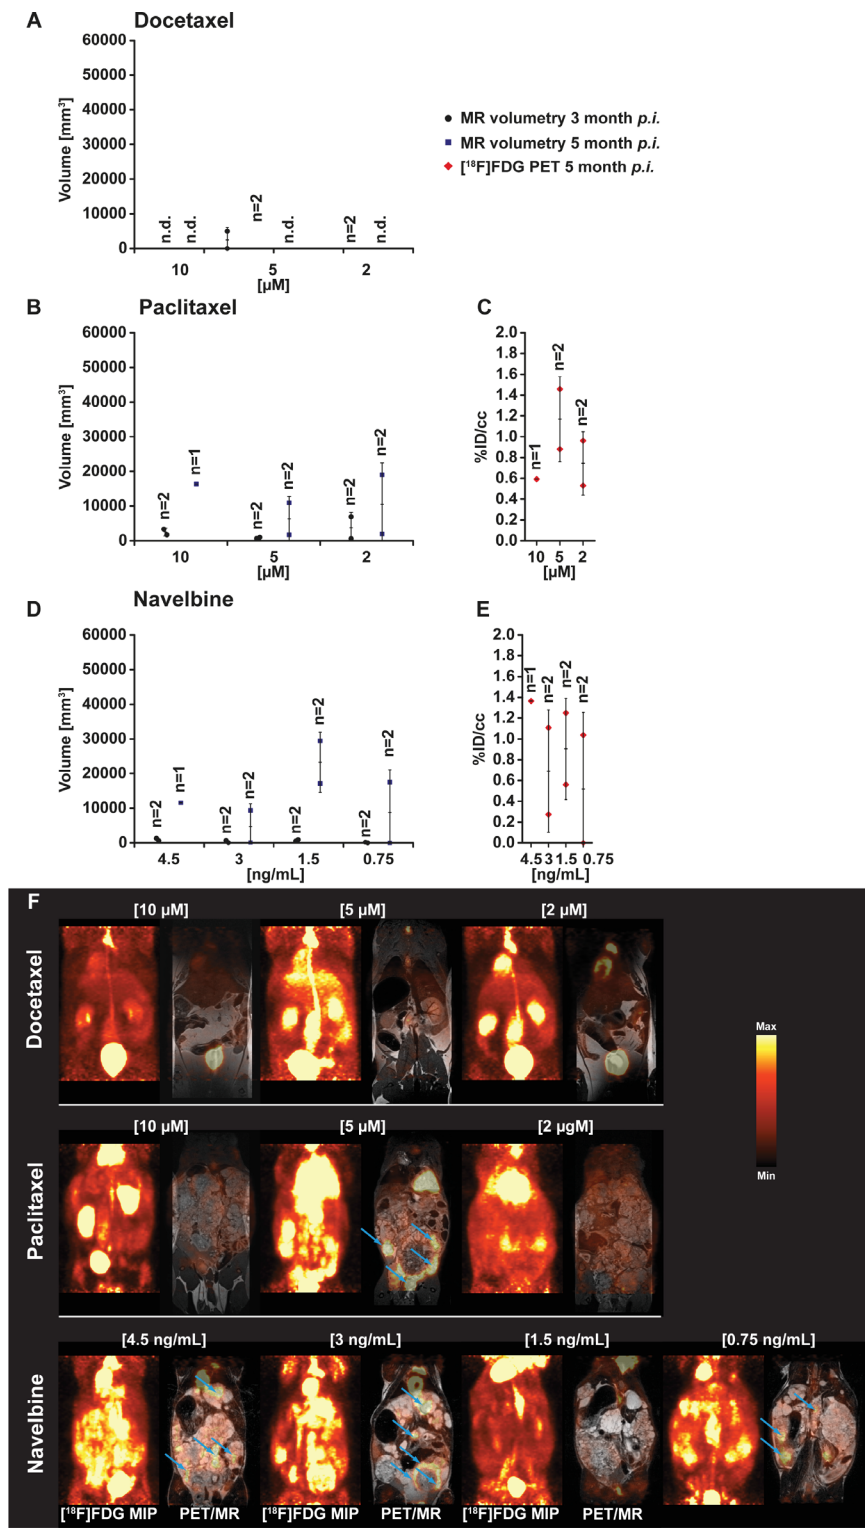 A Docetaxel
Volume [mm³]
60000
50000
40000
30000
20000
10000
0
n.d. n.d. n=2 n.d. n=2 n.d.
10 5 2
[µM]
MR volumetry 3 month p.i.
MR volumetry 5 month p.i.
[¹⁸F]FDG PET 5 month p.i.
B Paclitaxel
Volume [mm³]
60000
50000
40000
30000
20000
10000
0
n=2 n=1 n=2 n=2 n=2 n=2
10 5 2
[µM]
C
%ID/cc
2.0
1.8
1.6
1.4
1.2
1.0
0.8
0.6
0.4
0.2
0.0
n=1 n=2 n=2
10 5 2
[µM]
D Navelbine
Volume [mm³]
60000
50000
40000
30000
20000
10000
0
n=2 n=1 n=2 n=2 n=2 n=2 n=2 n=2
4.5 3 1.5 0.75
[ng/mL]
E
%ID/cc
2.0
1.8
1.6
1.4
1.2
1.0
0.8
0.6
0.4
0.2
0.0
n=1 n=2 n=2 n=2
4.5 3 1.5 0.75
[ng/mL]
F
[10 µM] [5 µM] [2 µM]
Docetaxel
Max
Min
[10 µM] [5 µM] [2 µgM]
Paclitaxel
[4.5 ng/mL] [3 ng/mL] [1.5 ng/mL] [0.75 ng/mL]
Navelbine
[¹⁸F]FDG MIP PET/MR [¹⁸F]FDG MIP PET/MR [¹⁸F]FDG MIP PET/MR